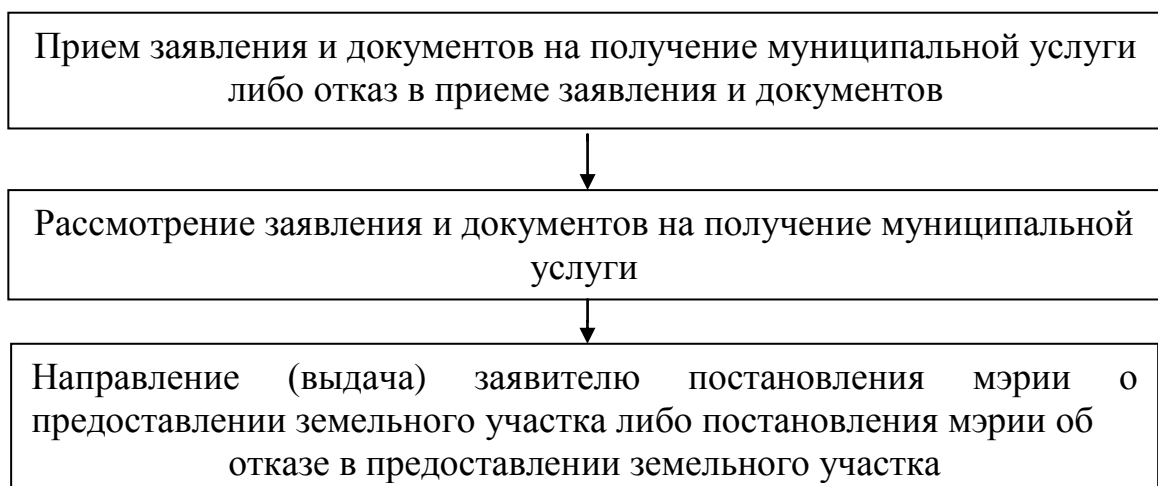 Прием заявления и документов на получение муниципальной услуги
либо отказ в приеме заявления и документов
Рассмотрение заявления и документов на получение муниципальной
услуги
Направление (выдача) заявителю постановления мэрии о
предоставлении земельного участка либо постановления мэрии об
отказе в предоставлении земельного участка